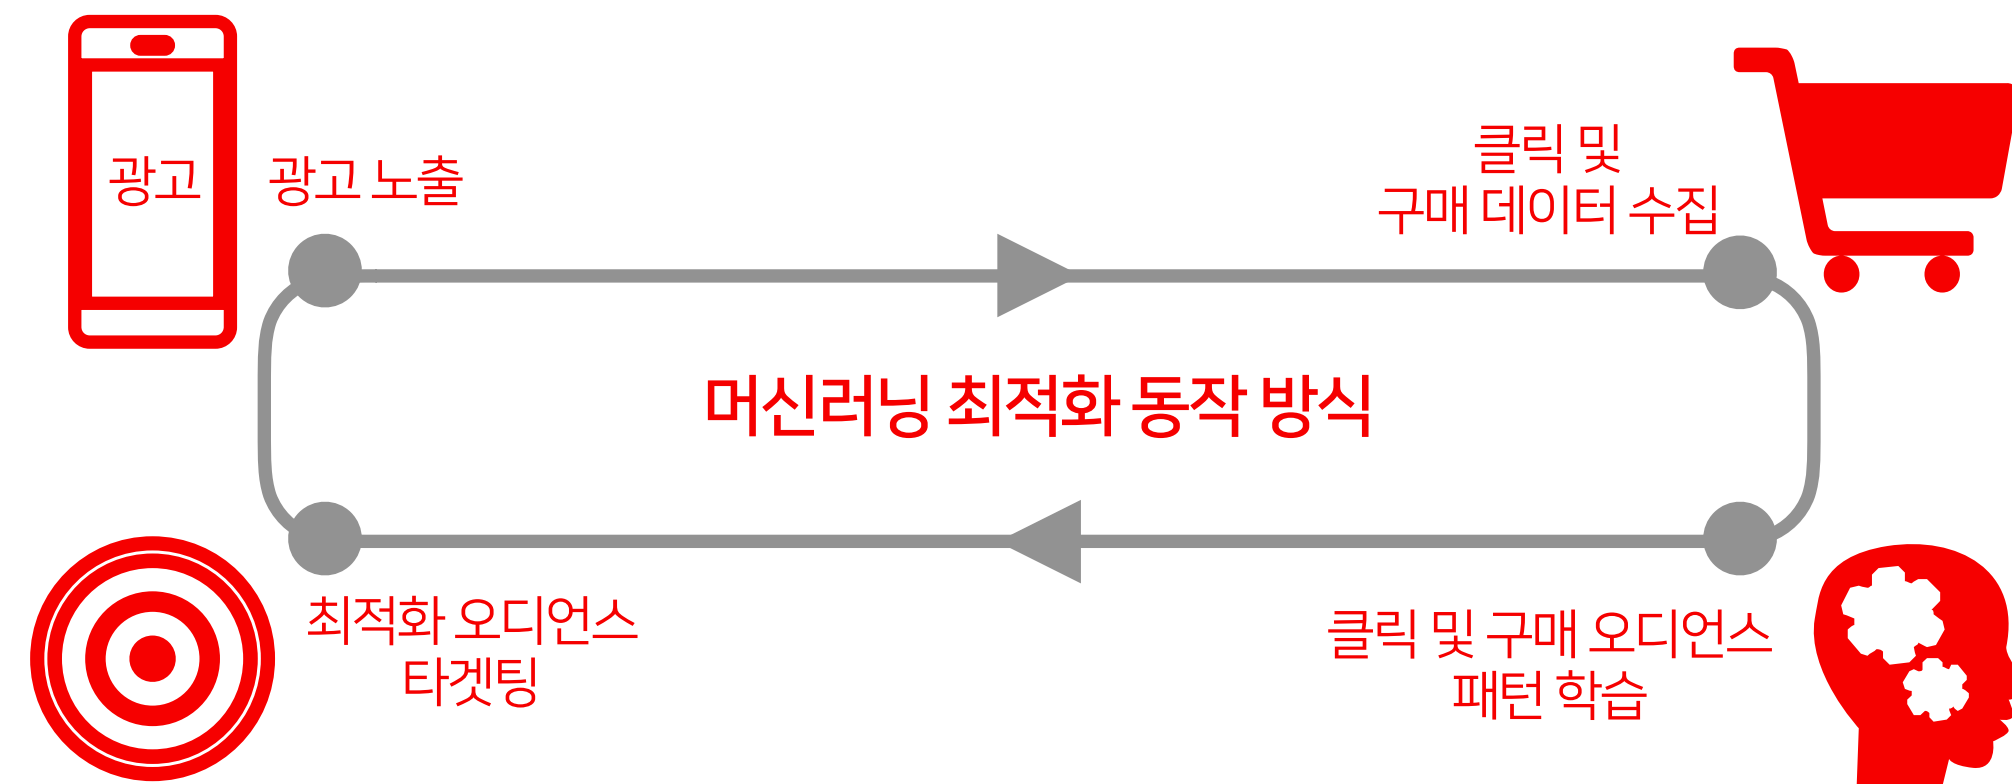 광고
광고 노출
클릭 및
구매 데이터 수집
머신러닝 최적화 동작 방식
최적화 오디언스
타겟팅
클릭 및 구매 오디언스
패턴 학습